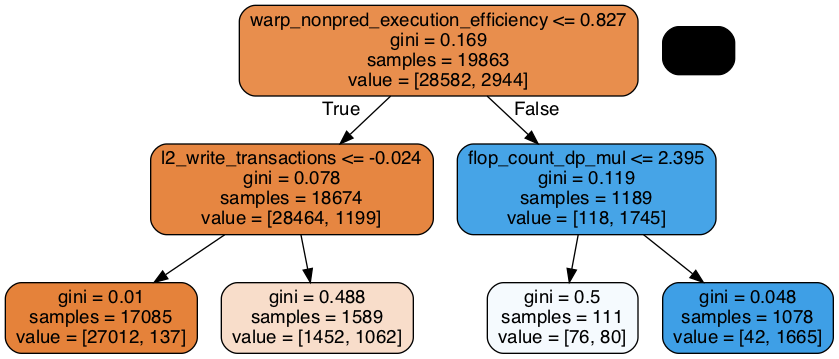 warp_nonpred_execution_efficiency <= 0.827
gini = 0.169
samples = 19863
value = [28582, 2944]
True
False
l2_write_transactions <= -0.024
gini = 0.078
samples = 18674
value = [28464, 1199]
flop_count_dp_mul <= 2.395
gini = 0.119
samples = 1189
value = [118, 1745]
gini = 0.01
samples = 17085
value = [27012, 137]
gini = 0.488
samples = 1589
value = [1452, 1062]
gini = 0.5
samples = 111
value = [76, 80]
gini = 0.048
samples = 1078
value = [42, 1665]